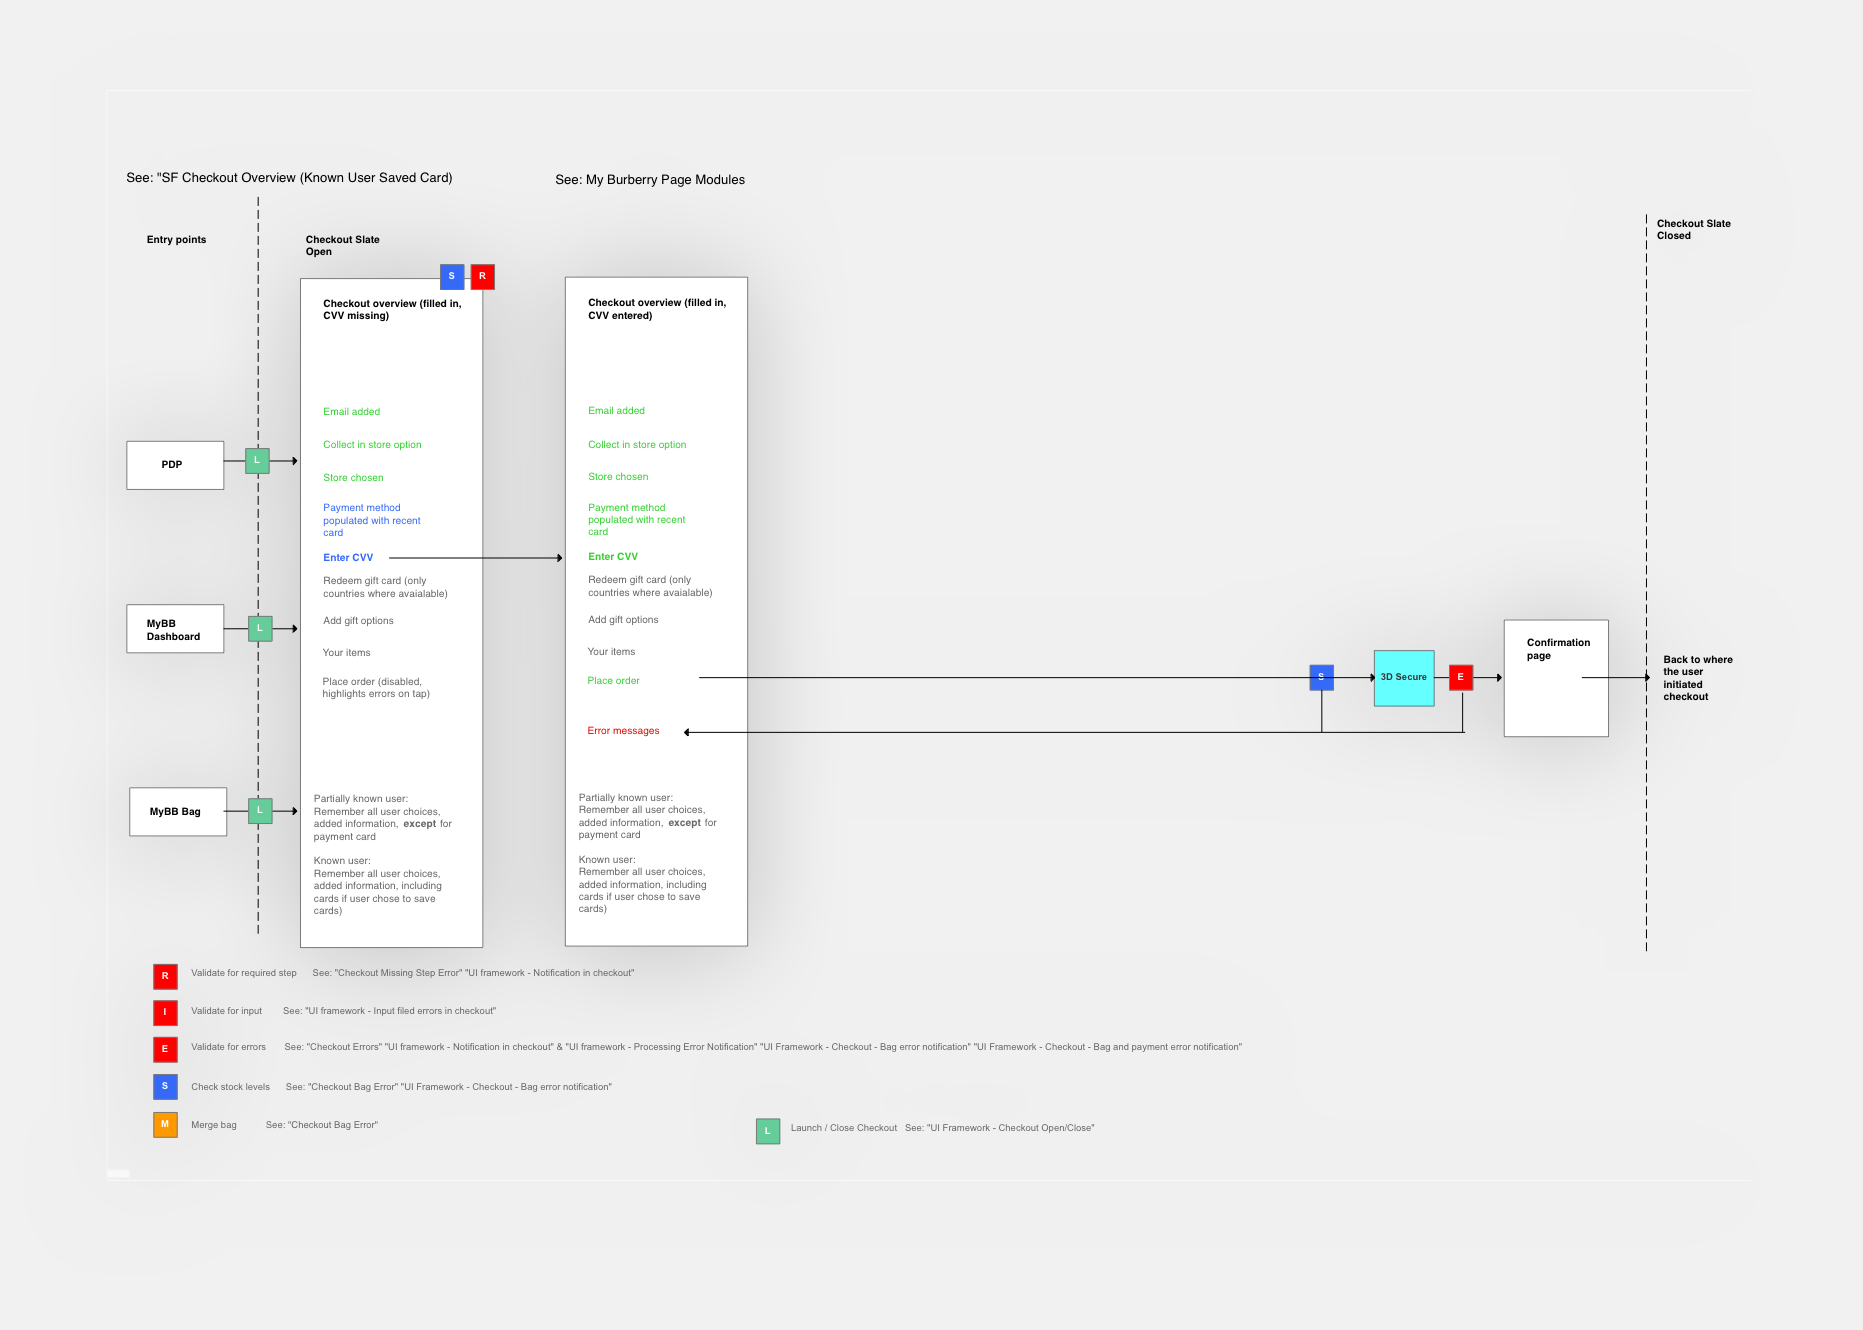 See: "SF Checkout Overview (Known User Saved Card)
See: My Burberry Page Modules
Entry points
Checkout Slate
Open
Checkout Slate
Closed
S
R
Checkout overview (filled in,
CVV missing)
Email added
Collect in store option
Store chosen
Payment method
populated with recent
card
Enter CVV
Redeem gift card (only
countries where avaialable)
Add gift options
Your items
Place order (disabled,
highlights errors on tap)
Partially known user:
Remember all user choices,
added information, except for
payment card
Known user:
Remember all user choices,
added information, including
cards if user chose to save
cards)
Checkout overview (filled in,
CVV entered)
Email added
Collect in store option
Store chosen
Payment method
populated with recent
card
Enter CVV
Redeem gift card (only
countries where avaialable)
Add gift options
Your items
Place order
Error messages
Partially known user:
Remember all user choices,
added information, except for
payment card
Known user:
Remember all user choices,
added information, including
cards if user chose to save
cards)
PDP
L
MyBB
Dashboard
L
MyBB Bag
L
S
3D Secure
E
Confirmation
page
Back to where
the user
initiated
checkout
R Validate for required step See: "Checkout Missing Step Error" "UI framework - Notification in checkout"
I Validate for input See: "UI framework - Input filed errors in checkout"
E Validate for errors See: "Checkout Errors" "UI framework - Notification in checkout" & "UI framework - Processing Error Notification" "UI Framework - Checkout - Bag error notification" "UI Framework - Checkout - Bag and payment error notification"
S Check stock levels See: "Checkout Bag Error" "UI Framework - Checkout - Bag error notification"
M Merge bag See: "Checkout Bag Error"
L Launch / Close Checkout See: "UI Framework - Checkout Open/Close"